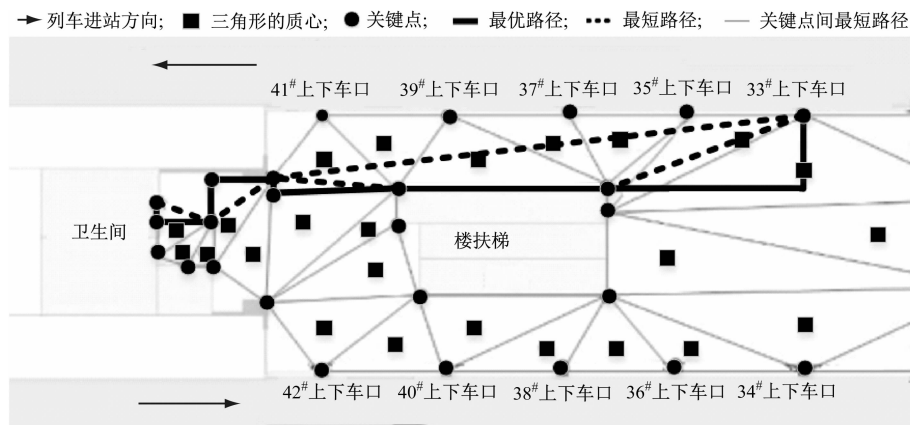 列车进站方向; 三角形的质心; 关键点; 最优路径; 最短路径; 关键点间最短路径
41#上下车口 39#上下车口 37#上下车口 35#上下车口 33#上下车口
卫生间 楼扶梯
42#上下车口 40#上下车口 38#上下车口 36#上下车口 34#上下车口